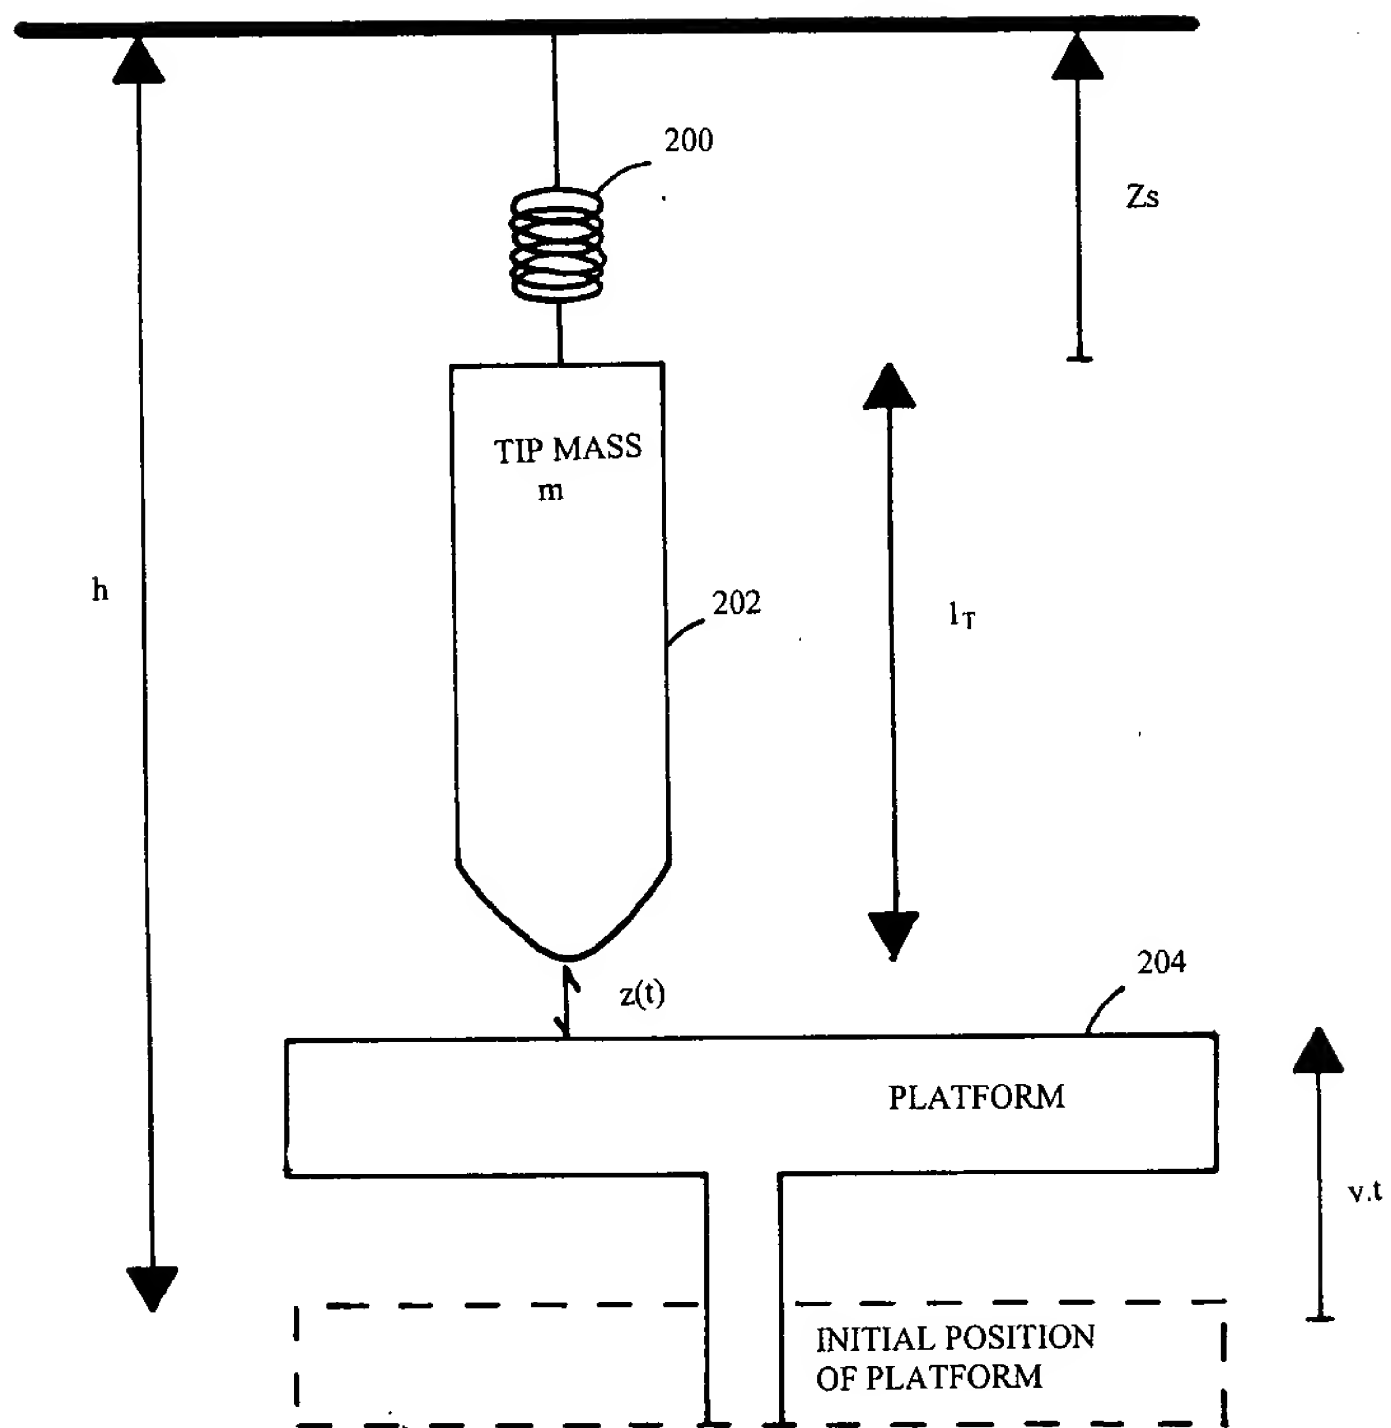 200
Zs
TIP MASS
m
h
202
lT
204
z(t)
PLATFORM
v.t
INITIAL POSITION
OF PLATFORM